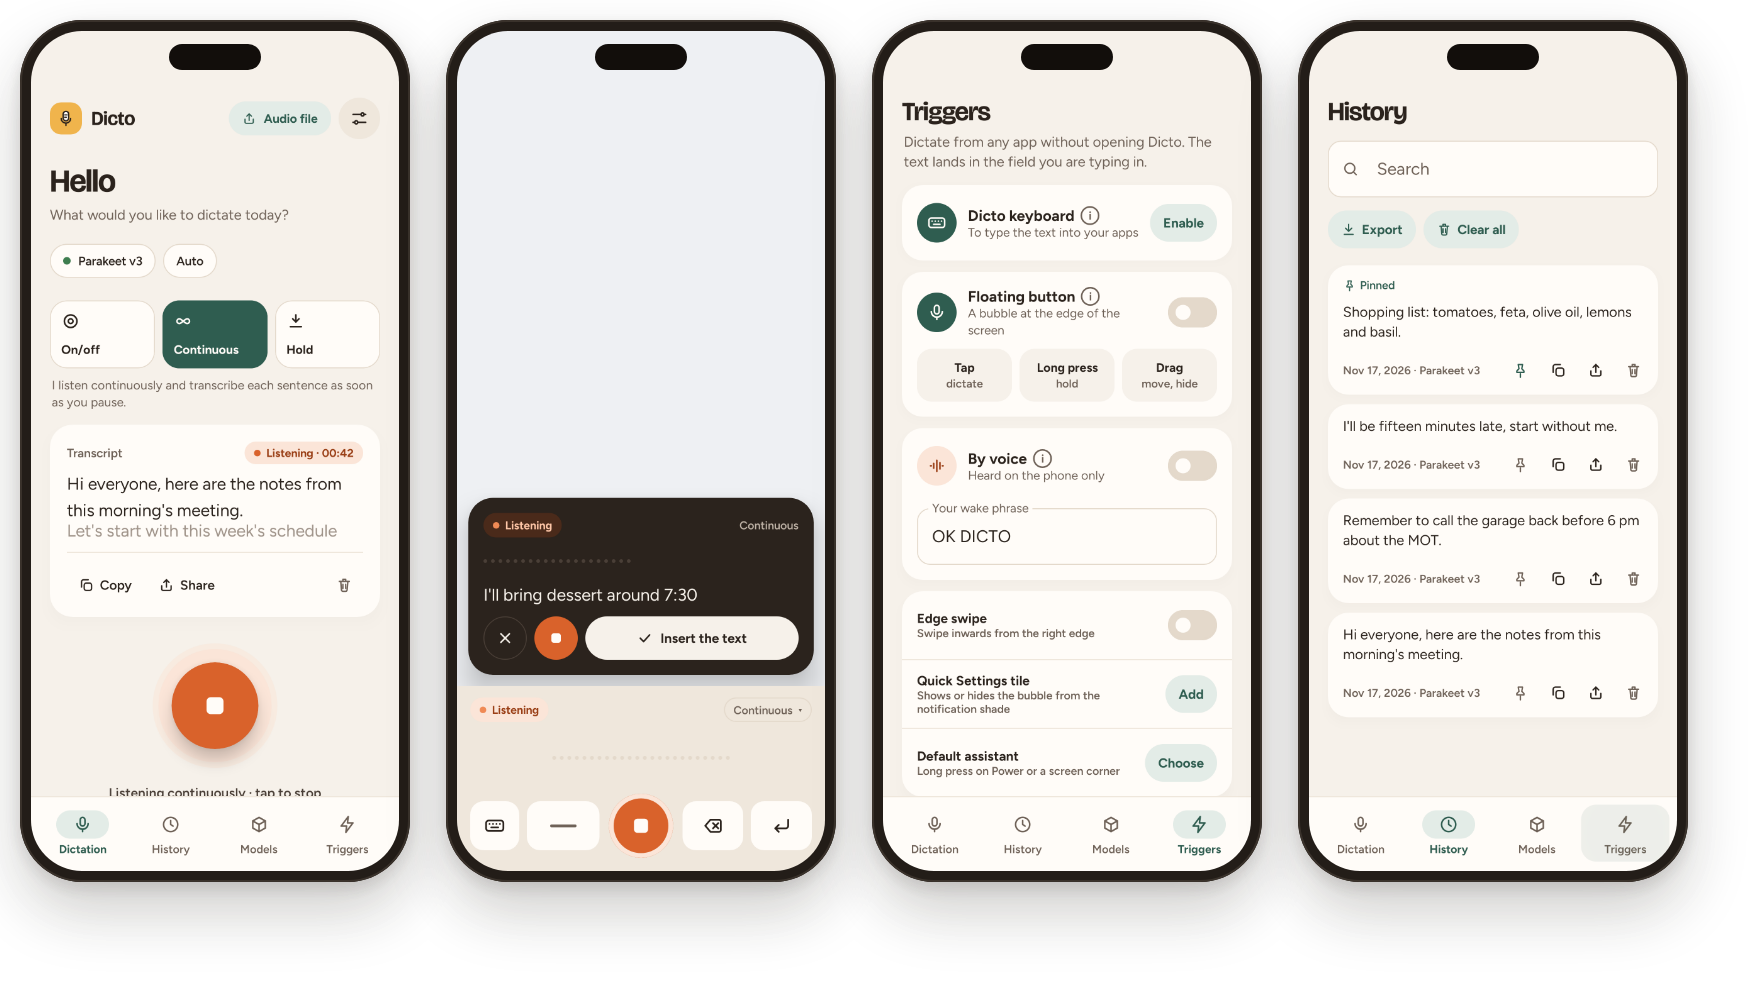 Dicto
Audio file
Hello
What would you like to dictate today?
Parakeet v3
Auto
On/off
Continuous
Hold
I listen continuously and transcribe each sentence as soon
as you pause.
Transcript
Listening · 00:42
Hi everyone, here are the notes from
this morning's meeting.
Let's start with this week's schedule
Copy
Share
Listening continuously · tap to stop
Dictation
History
Models
Triggers
Listening
Continuous
I'll bring dessert around 7:30
Insert the text
Listening
Continuous
Triggers
Dictate from any app without opening Dicto. The
text lands in the field you are typing in.
Dicto keyboard
To type the text into your apps
Enable
Floating button
A bubble at the edge of the
screen
Tap
dictate
Long press
hold
Drag
move, hide
By voice
Heard on the phone only
Your wake phrase
OK DICTO
Edge swipe
Swipe inwards from the right edge
Quick Settings tile
Shows or hides the bubble from the
notification shade
Add
Default assistant
Long press on Power or a screen corner
Choose
Dictation
History
Models
Triggers
History
Search
Export
Clear all
Pinned
Shopping list: tomatoes, feta, olive oil, lemons
and basil.
Nov 17, 2026 · Parakeet v3
I'll be fifteen minutes late, start without me.
Nov 17, 2026 · Parakeet v3
Remember to call the garage back before 6 pm
about the MOT.
Nov 17, 2026 · Parakeet v3
Hi everyone, here are the notes from this
morning's meeting.
Nov 17, 2026 · Parakeet v3
Dictation
History
Models
Triggers